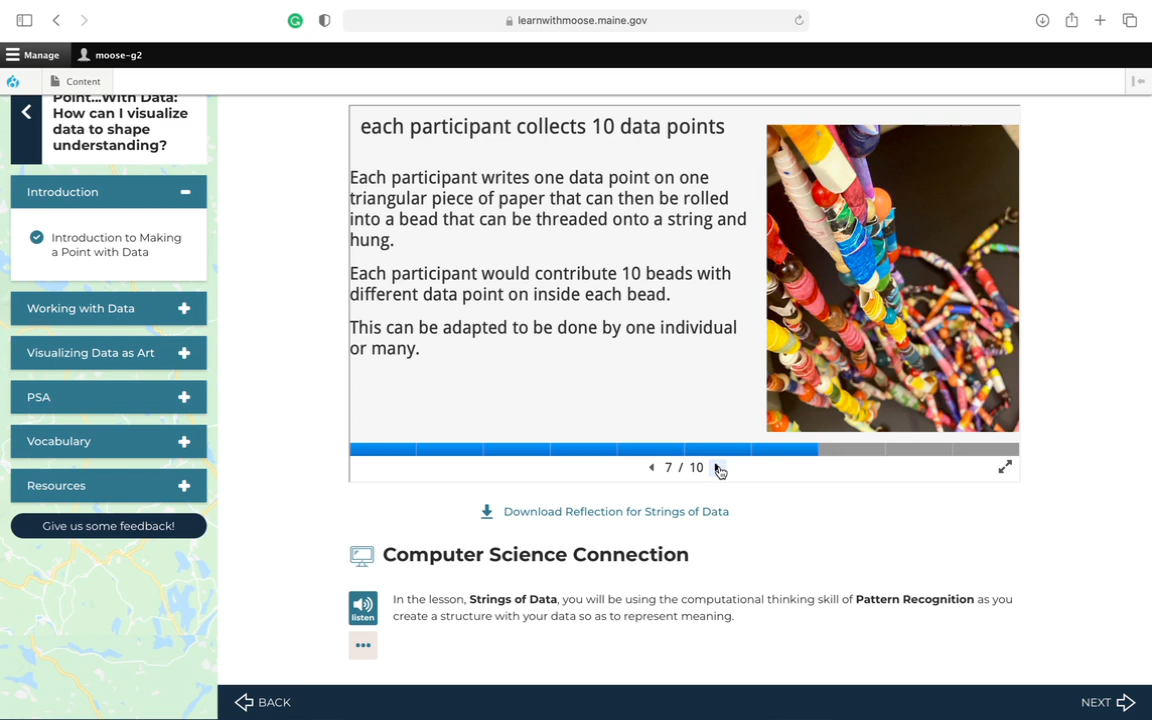 learnwithmoose.maine.gov
Manage
moose-g2
Content
Point...With Data:
How can I visualize
data to shape
understanding?
Introduction
Introduction to Making
a Point with Data
Working with Data
Visualizing Data as Art
PSA
Vocabulary
Resources
Give us some feedback!
each participant collects 10 data points
Each participant writes one data point on one
triangular piece of paper that can then be rolled
into a bead that can be threaded onto a string and
hung.
Each participant would contribute 10 beads with
different data point on inside each bead.
This can be adapted to be done by one individual
or many.
7 / 10
Download Reflection for Strings of Data
Computer Science Connection
listen
In the lesson, Strings of Data, you will be using the computational thinking skill of Pattern Recognition as you
create a structure with your data so as to represent meaning.
BACK
NEXT